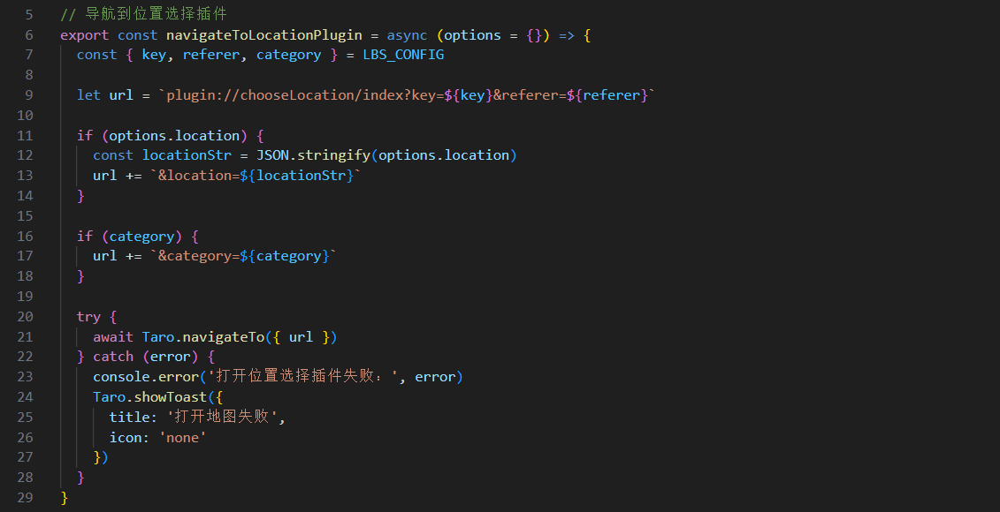 5 // 导航到位置选择插件
6 export const navigateToLocationPlugin = async (options = {}) => {
7   const { key, referer, category } = LBS_CONFIG
8
9   let url = `plugin://chooseLocation/index?key=${key}&referer=${referer}`
10
11   if (options.location) {
12     const locationStr = JSON.stringify(options.location)
13     url += `&location=${locationStr}`
14   }
15
16   if (category) {
17     url += `&category=${category}`
18   }
19
20   try {
21     await Taro.navigateTo({ url })
22   } catch (error) {
23     console.error('打开位置选择插件失败：', error)
24     Taro.showToast({
25       title: '打开地图失败',
26       icon: 'none'
27     })
28   }
29 }